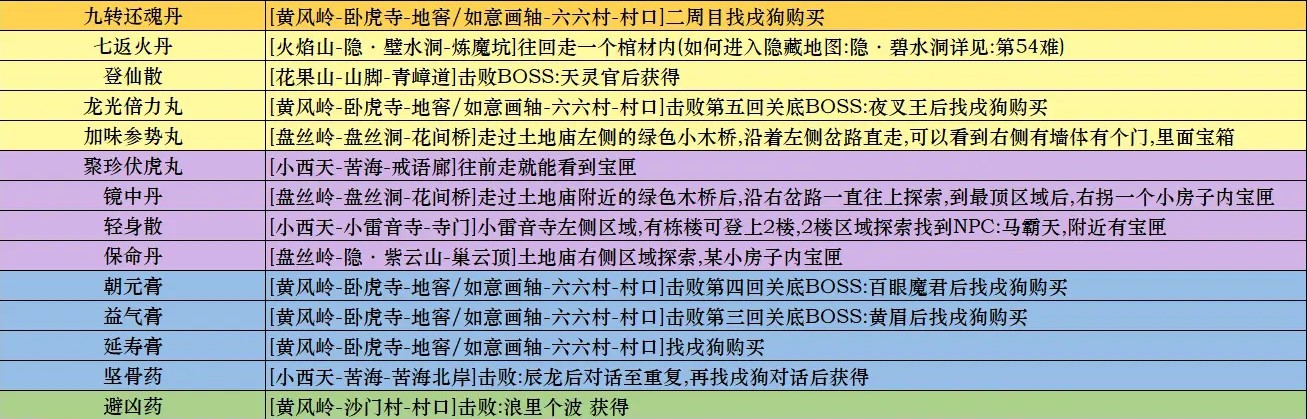 九转还魂丹 [黄风岭-卧虎寺-地窖/如意画轴-六六村-村口]二周目找戌狗购买
七返火丹 [火焰山-隐·璧水洞-炼魔坑]往回走一个棺材内(如何进入隐藏地图:隐·碧水洞详见:第54难)
登仙散 [花果山-山脚-青嶂道]击败BOSS:天灵官后获得
龙光倍力丸 [黄风岭-卧虎寺-地窖/如意画轴-六六村-村口]击败第五回关底BOSS:夜叉王后找戌狗购买
加味参势丸 [盘丝岭-盘丝洞-花间桥]走过土地庙左侧的绿色小木桥,沿着左侧岔路直走,可以看到右侧有墙体有个门,里面宝箱
聚珍伏虎丸 [小西天-苦海-戒语廊]往前走就能看到宝匣
镜中丹 [盘丝岭-盘丝洞-花间桥]走过土地庙附近的绿色木桥后,沿右岔路一直往上探索,到最顶区域后,右拐一个小房子内宝匣
轻身散 [小西天-小雷音寺-寺门]小雷音寺左侧区域,有栋楼可登上2楼,2楼区域探索找到NPC:马霸天,附近有宝匣
保命丹 [盘丝岭-隐·紫云山-巢云顶]土地庙右侧区域探索,某小房子内宝匣
朝元膏 [黄风岭-卧虎寺-地窖/如意画轴-六六村-村口]击败第四回关底BOSS:百眼魔君后找戌狗购买
益气膏 [黄风岭-卧虎寺-地窖/如意画轴-六六村-村口]击败第三回关底BOSS:黄眉后找戌狗购买
延寿膏 [黄风岭-卧虎寺-地窖/如意画轴-六六村-村口]找戌狗购买
坚骨药 [小西天-苦海-苦海北岸]击败:辰龙后对话至重复,再找戌狗对话后获得
避凶药 [黄风岭-沙门村-村口]击败:浪里个波 获得